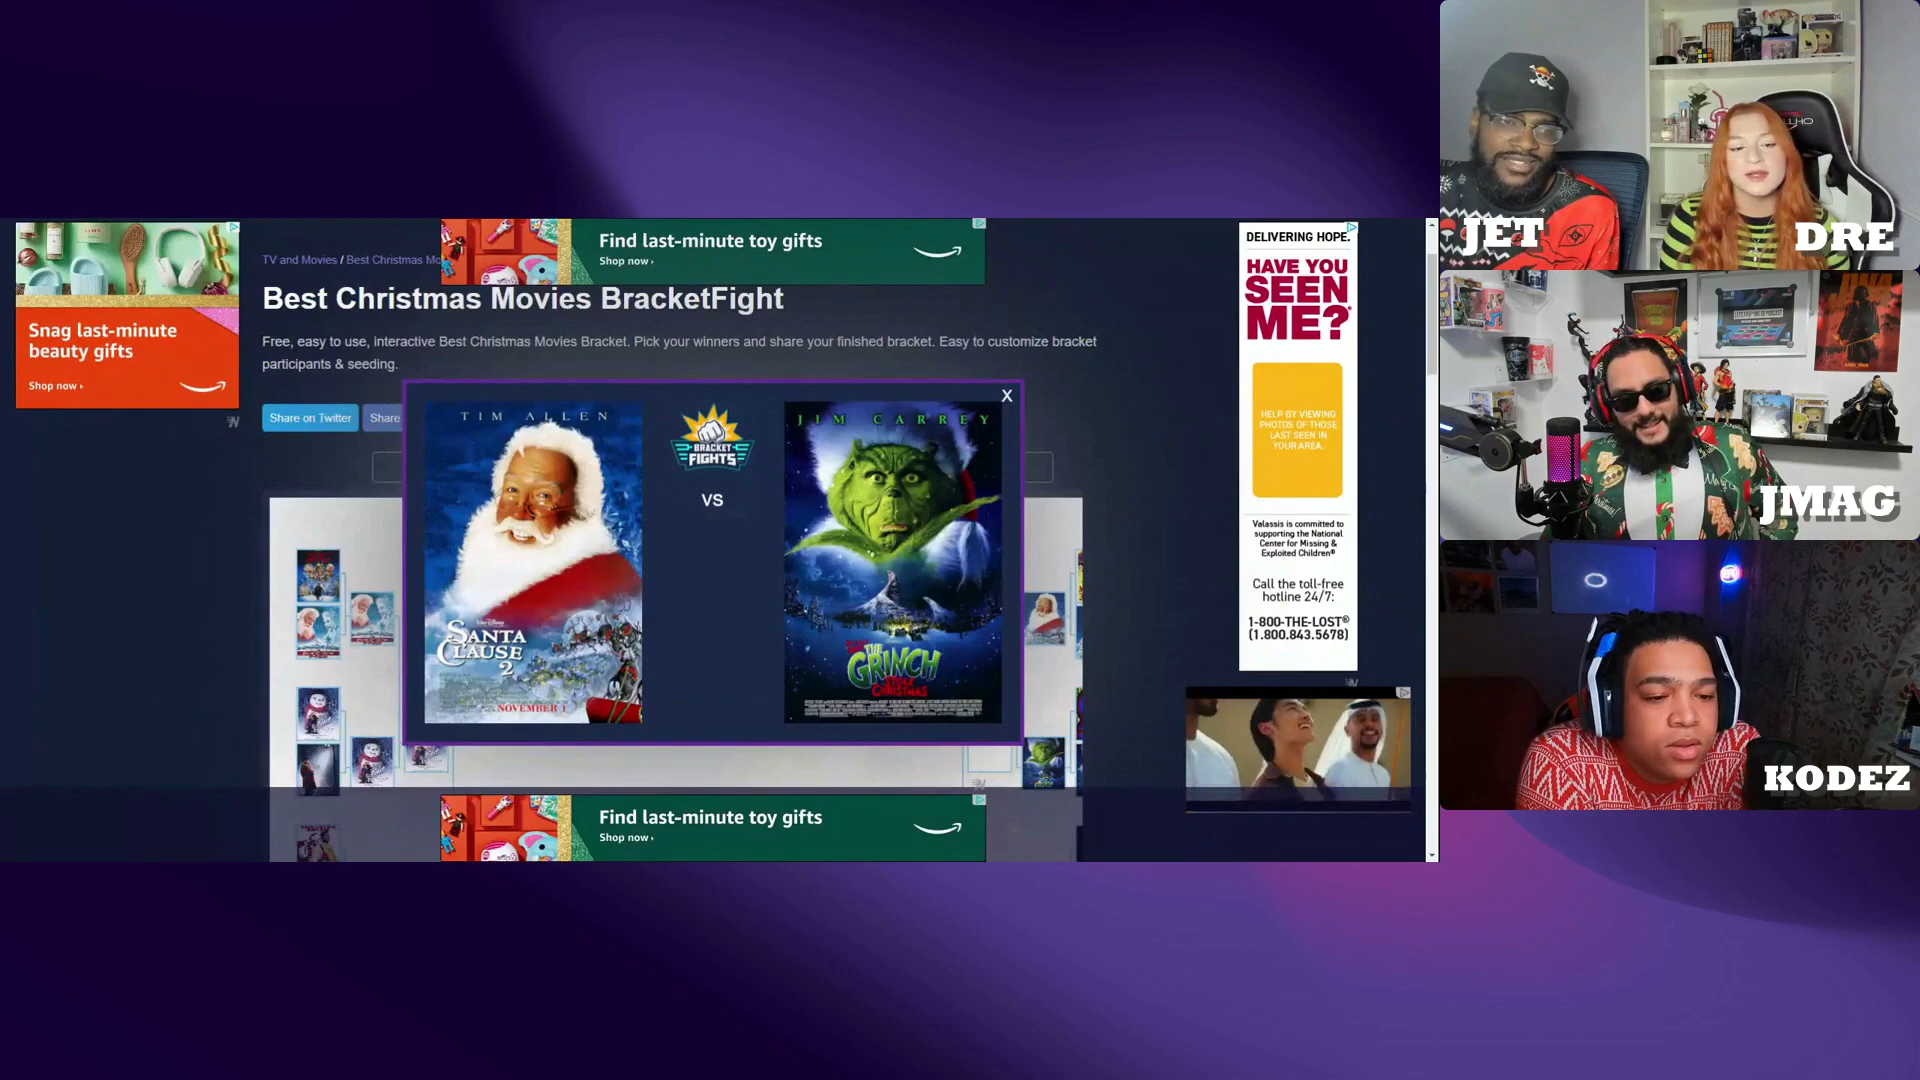 Snag last-minute
beauty gifts
Shop now ›
TV and Movies / Best Christmas Mo
Find last-minute toy gifts
Shop now ›
Best Christmas Movies BracketFight
Free, easy to use, interactive Best Christmas Movies Bracket. Pick your winners and share your finished bracket. Easy to customize bracket
participants & seeding.
Share on Twitter
Share
X
TIM ALLEN
SANTA
CLAUSE
2
NOVEMBER 1
BRACKET
FIGHTS
VS
JIM CARREY
THE
GRINCH
STOLE
CHRISTMAS
Find last-minute toy gifts
Shop now ›
DELIVERING HOPE.
HAVE YOU
SEEN
ME?
HELP BY VIEWING
PHOTOS OF THOSE
LAST SEEN IN
YOUR AREA.
Valassis is committed to
supporting the National
Center for Missing &
Exploited Children®
Call the toll-free
hotline 24/7:
1-800-THE-LOST®
(1.800.843.5678)
JET
DRE
JMAG
KODEZ